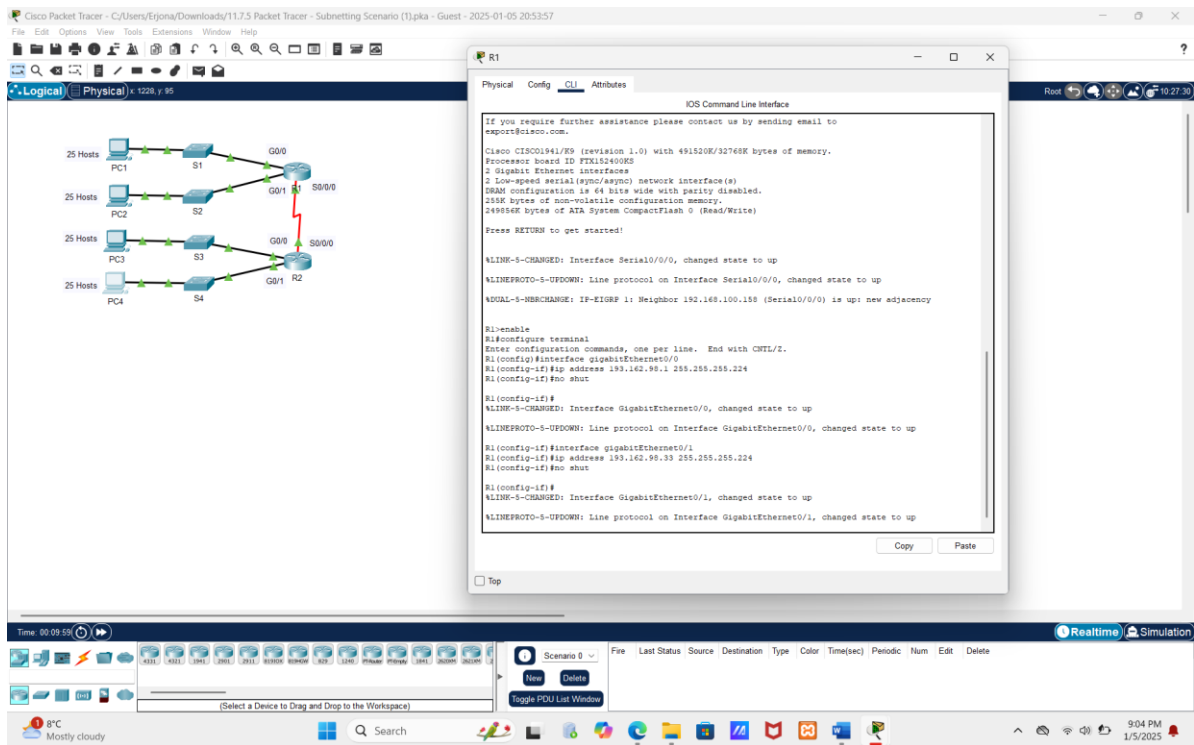 Cisco Packet Tracer - C:/Users/Erjona/Downloads/11.7.5 Packet Tracer - Subnetting Scenario (1).pka - Guest - 2025-01-05 20:53:57
File Edit Options View Tools Extensions Window Help
?
Logical Physical x: 1228, y: 95
Root 10:27:30
25 Hosts
PC1
S1
G0/0
25 Hosts
PC2
S2
G0/1 R1 S0/0/0
25 Hosts
PC3
S3
G0/0
S0/0/0
25 Hosts
PC4
S4
G0/1 R2
R1
Physical Config CLI Attributes
IOS Command Line Interface
If you require further assistance please contact us by sending email to
export@cisco.com.
Cisco CISCO1941/K9 (revision 1.0) with 491520K/32768K bytes of memory.
Processor board ID FTX152400KS
2 Gigabit Ethernet interfaces
2 Low-speed serial(sync/async) network interface(s)
DRAM configuration is 64 bits wide with parity disabled.
255K bytes of non-volatile configuration memory.
249856K bytes of ATA System CompactFlash 0 (Read/Write)
Press RETURN to get started!
%LINK-5-CHANGED: Interface Serial0/0/0, changed state to up
%LINEPROTO-5-UPDOWN: Line protocol on Interface Serial0/0/0, changed state to up
%DUAL-5-NBRCHANGE: IP-EIGRP 1: Neighbor 192.168.100.158 (Serial0/0/0) is up: new adjacency
R1>enable
R1#configure terminal
Enter configuration commands, one per line. End with CNTL/Z.
R1(config)#interface gigabitEthernet0/0
R1(config-if)#ip address 193.162.98.1 255.255.255.224
R1(config-if)#no shut
R1(config-if)#
%LINK-5-CHANGED: Interface GigabitEthernet0/0, changed state to up
%LINEPROTO-5-UPDOWN: Line protocol on Interface GigabitEthernet0/0, changed state to up
R1(config-if)#interface gigabitEthernet0/1
R1(config-if)#ip address 193.162.98.33 255.255.255.224
R1(config-if)#no shut
R1(config-if)#
%LINK-5-CHANGED: Interface GigabitEthernet0/1, changed state to up
%LINEPROTO-5-UPDOWN: Line protocol on Interface GigabitEthernet0/1, changed state to up
Copy Paste
Top
Time: 00:09:59
Realtime Simulation
4331 4321 1941 2901 2911 819IOX 819HGW 829 1240 PT-Router PT-Empty 1841 2620XM 2621XM
(Select a Device to Drag and Drop to the Workspace)
Scenario 0
New Delete
Toggle PDU List Window
Fire Last Status Source Destination Type Color Time(sec) Periodic Num Edit Delete
1
8°C
Mostly cloudy
Search
9:04 PM
1/5/2025